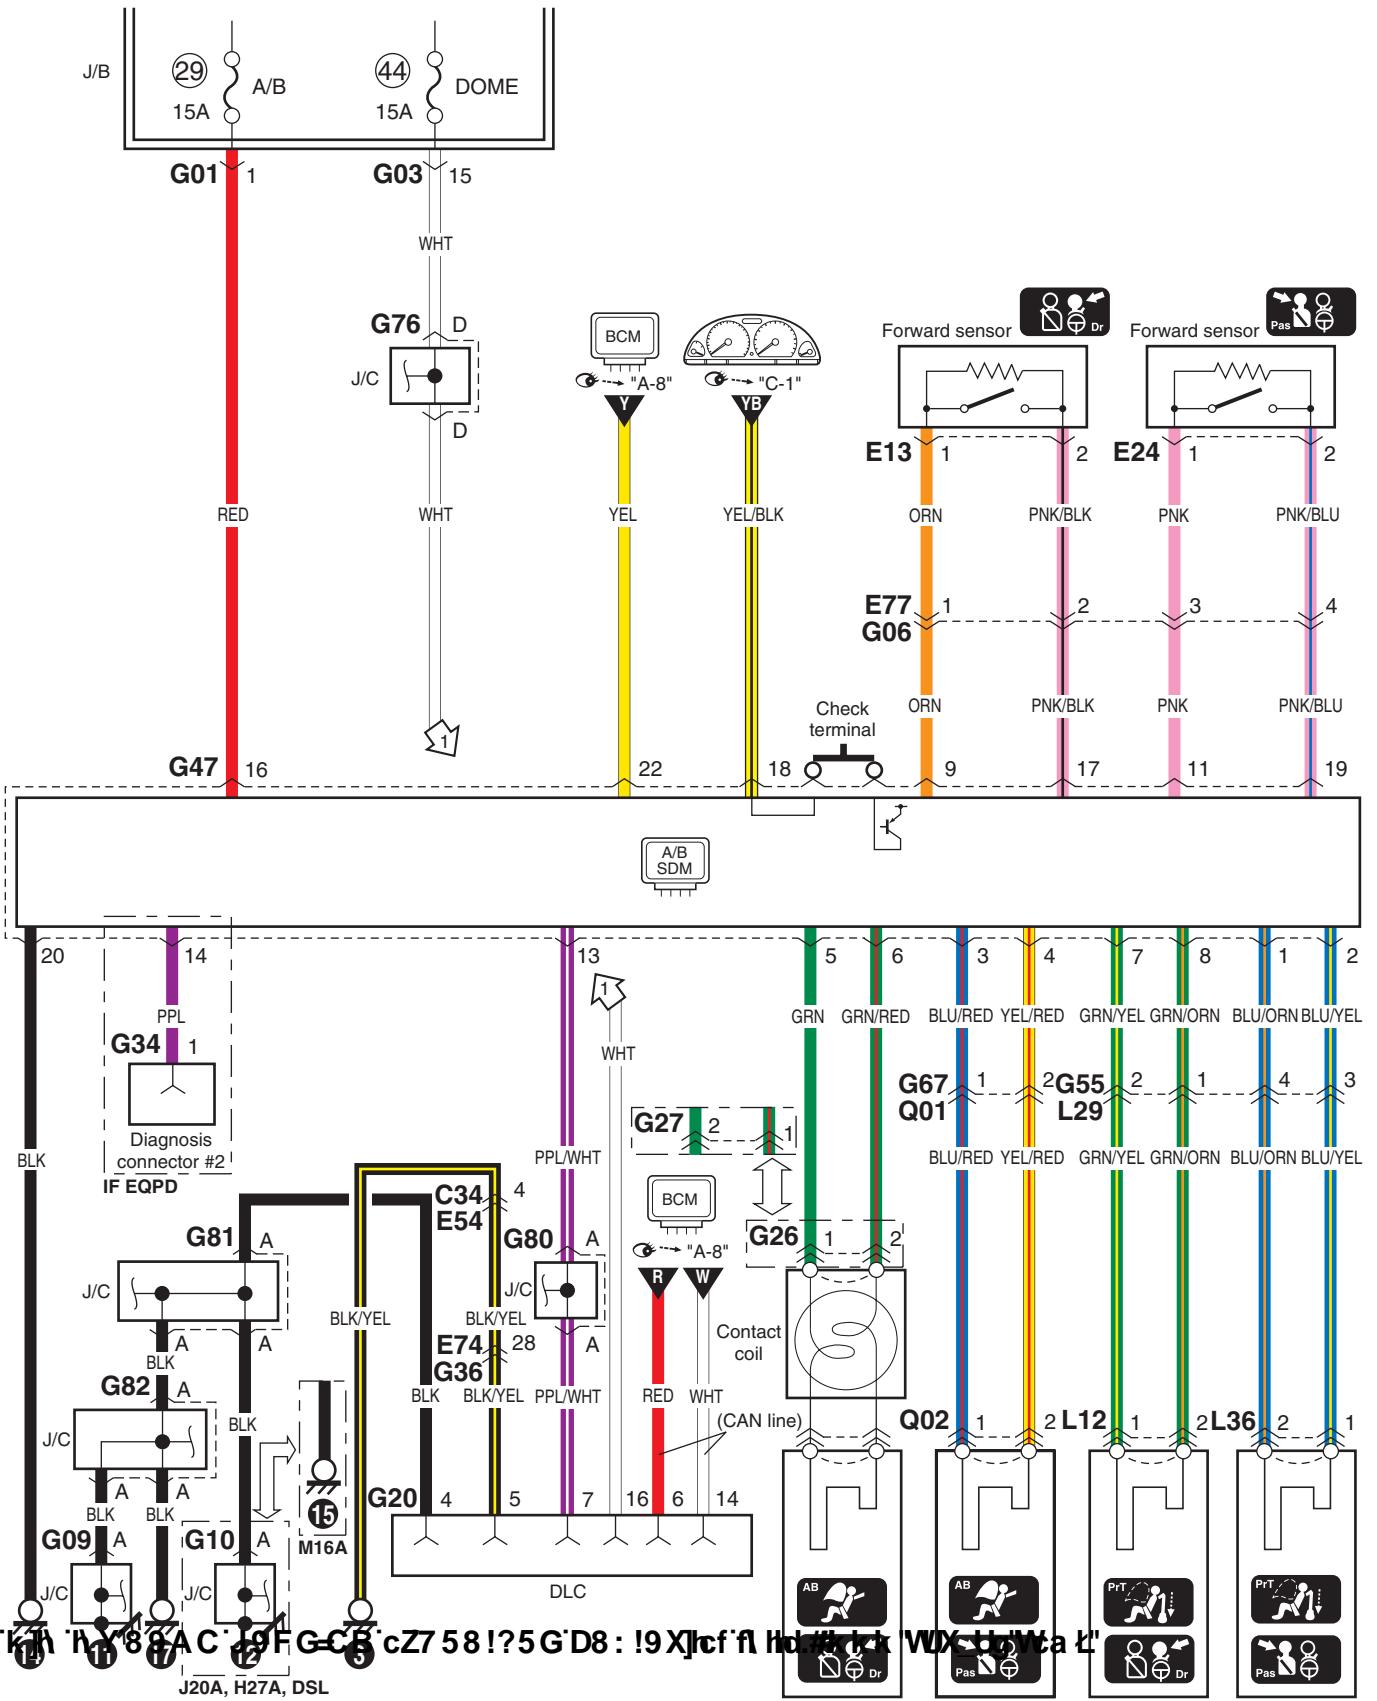 J/B
29
A/B
15A
44
DOME
15A
G01 1
G03 15
WHT
G76 D
J/C
D
BCM
"A-8"
Y
"C-1"
YB
Forward sensor
Dr
Forward sensor
Pas
E13 1 2
E24 1 2
RED WHT YEL YEL/BLK ORN PNK/BLK PNK PNK/BLU
E77 1 2 3 4
G06
ORN PNK/BLK PNK PNK/BLU
Check
terminal
1
G47 16 22 18 9 17 11 19
A/B
SDM
20 14 13 5 6 3 4 7 8 1 2
1
PPL
GRN GRN/RED BLU/RED YEL/RED GRN/YEL GRN/ORN BLU/ORN BLU/YEL
G34 1
WHT
G67 1 2 G55 2 1 4 3
Q01 L29
G27 2 1
Diagnosis
connector #2
IF EQPD
BLK
PPL/WHT
BLU/RED YEL/RED GRN/YEL GRN/ORN BLU/ORN BLU/YEL
C34 4
E54
BCM
G81 A
G80 A
"A-8"
G26 1 2
J/C
J/C
R W
BLK/YEL BLK/YEL
Contact
coil
A A
E74 28
G36
A
BLK
G82 A
BLK BLK/YEL PPL/WHT RED WHT
BLK
(CAN line)
Q02 1 2 L12 1 2 L36 2 1
J/C
A A
BLK BLK
15
M16A
G20 4 5 7 16 6 14
G09 A
G10 A
J/C
J/C
DLC
AB
AB
PrT
PrT
14 11 17 12 5
Dr
Pas
Dr
Pas
J20A, H27A, DSL